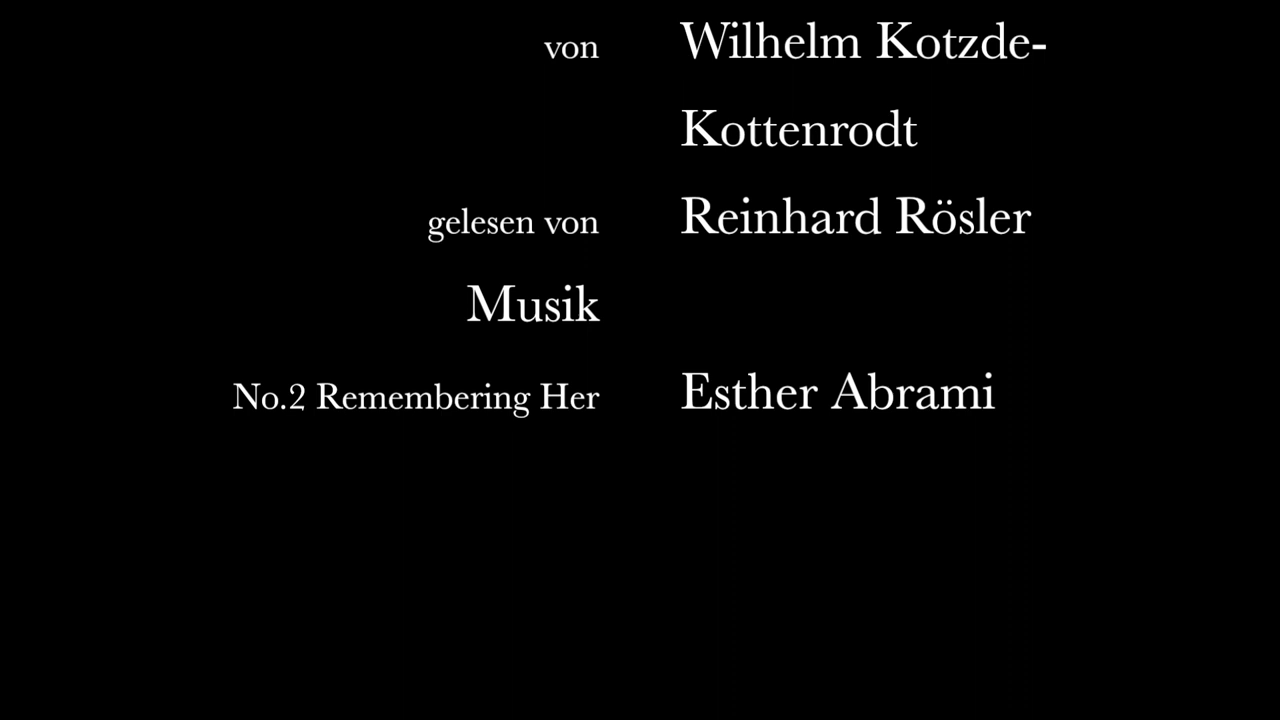 von Wilhelm Kotzde-
Kottenrodt
gelesen von Reinhard Rösler
Musik
No.2 Remembering Her Esther Abrami